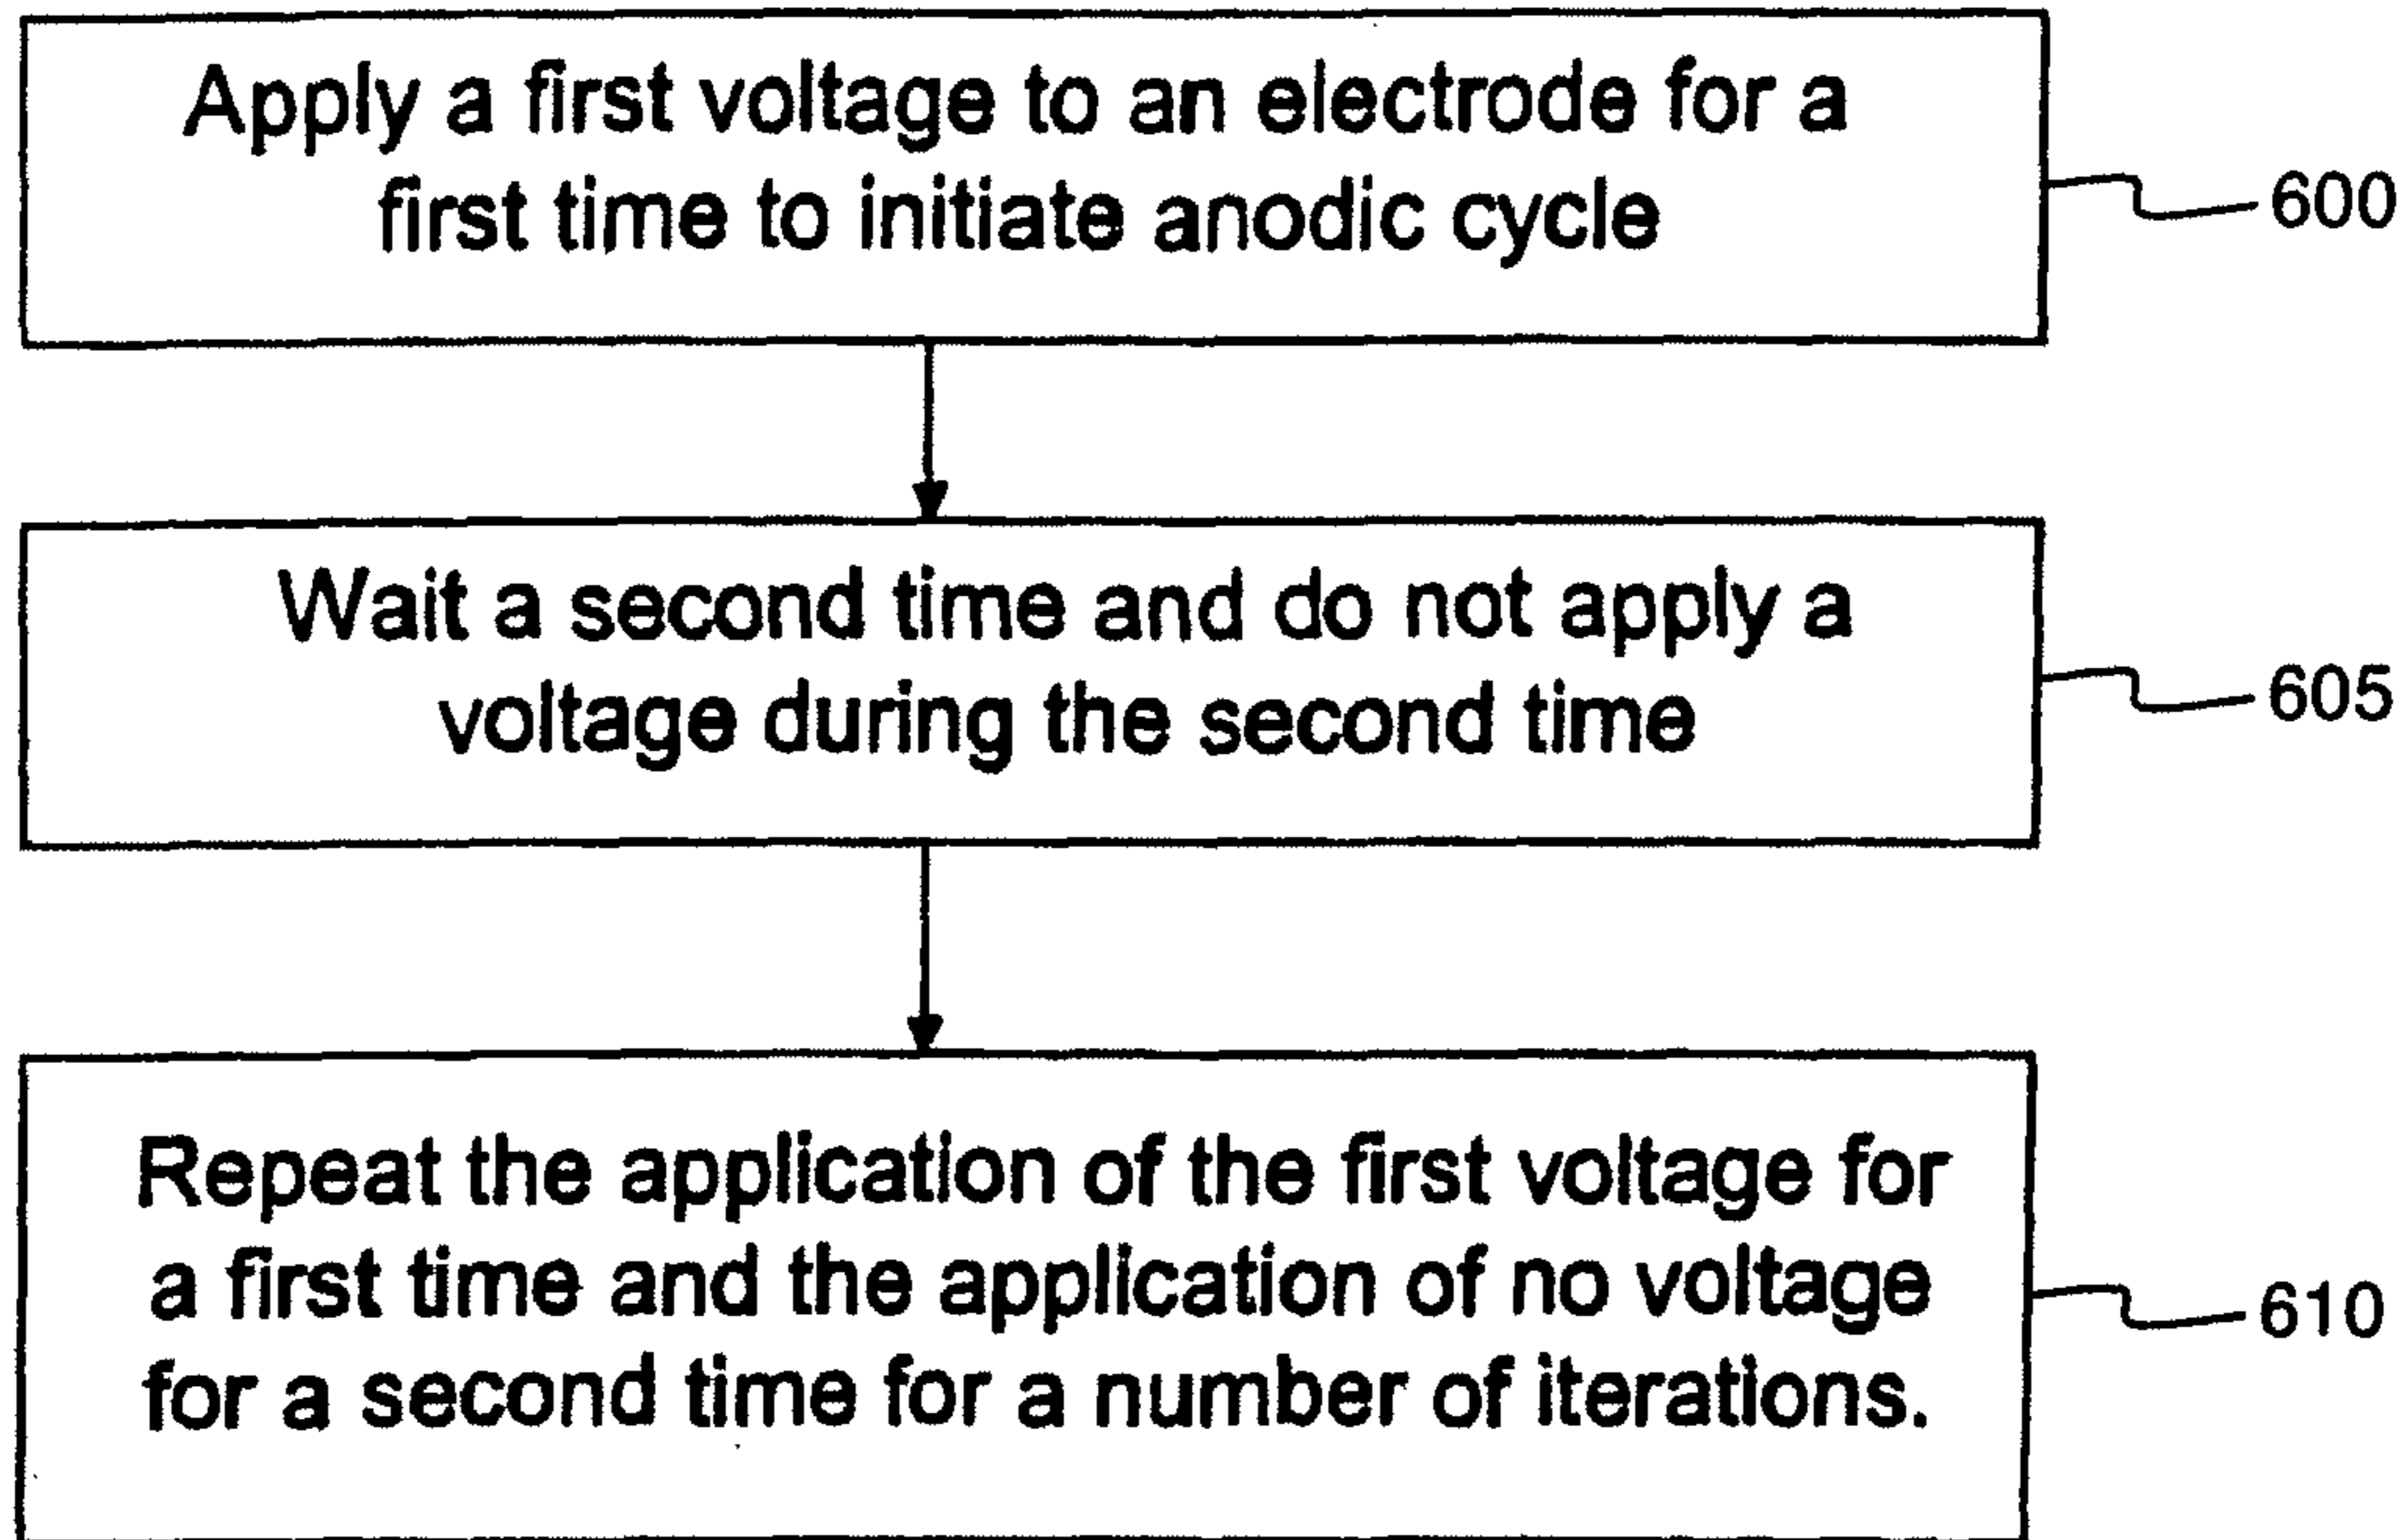 Apply a first voltage to an electrode for a
first time to initiate anodic cycle
600
Wait a second time and do not apply a
voltage during the second time
605
Repeat the application of the first voltage for
a first time and the application of no voltage
for a second time for a number of iterations.
610